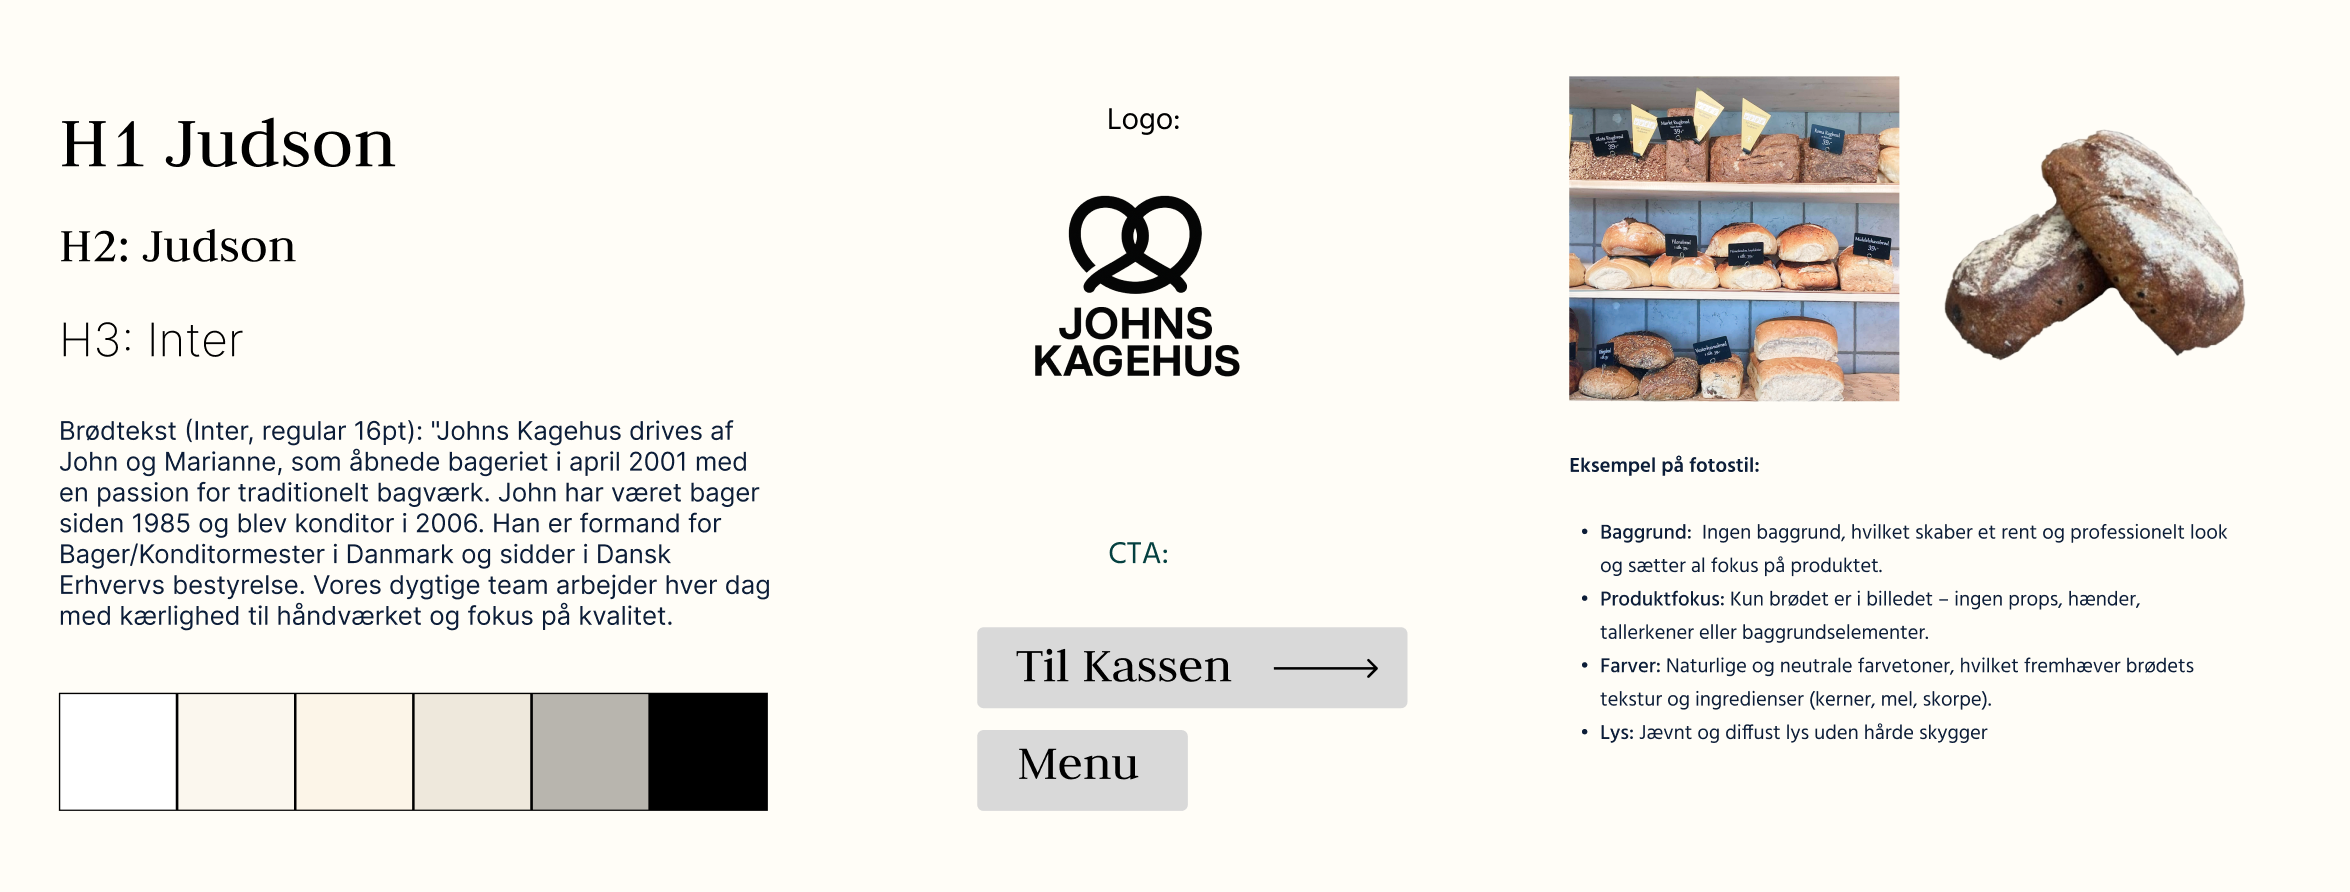 H1 Judson
H2: Judson
H3: Inter
Brødtekst (Inter, regular 16pt): "Johns Kagehus drives af
John og Marianne, som åbnede bageriet i april 2001 med
en passion for traditionelt bagværk. John har været bager
siden 1985 og blev konditor i 2006. Han er formand for
Bager/Konditormester i Danmark og sidder i Dansk
Erhvervs bestyrelse. Vores dygtige team arbejder hver dag
med kærlighed til håndværket og fokus på kvalitet.
Logo:
JOHNS
KAGEHUS
CTA:
Til Kassen
Menu
39,-
39,-
39,-
39,-
Eksempel på fotostil:
• Baggrund: Ingen baggrund, hvilket skaber et rent og professionelt look
og sætter al fokus på produktet.
• Produktfokus: Kun brødet er i billedet – ingen props, hænder,
tallerkener eller baggrundselementer.
• Farver: Naturlige og neutrale farvetoner, hvilket fremhæver brødets
tekstur og ingredienser (kerner, mel, skorpe).
• Lys: Jævnt og diffust lys uden hårde skygger